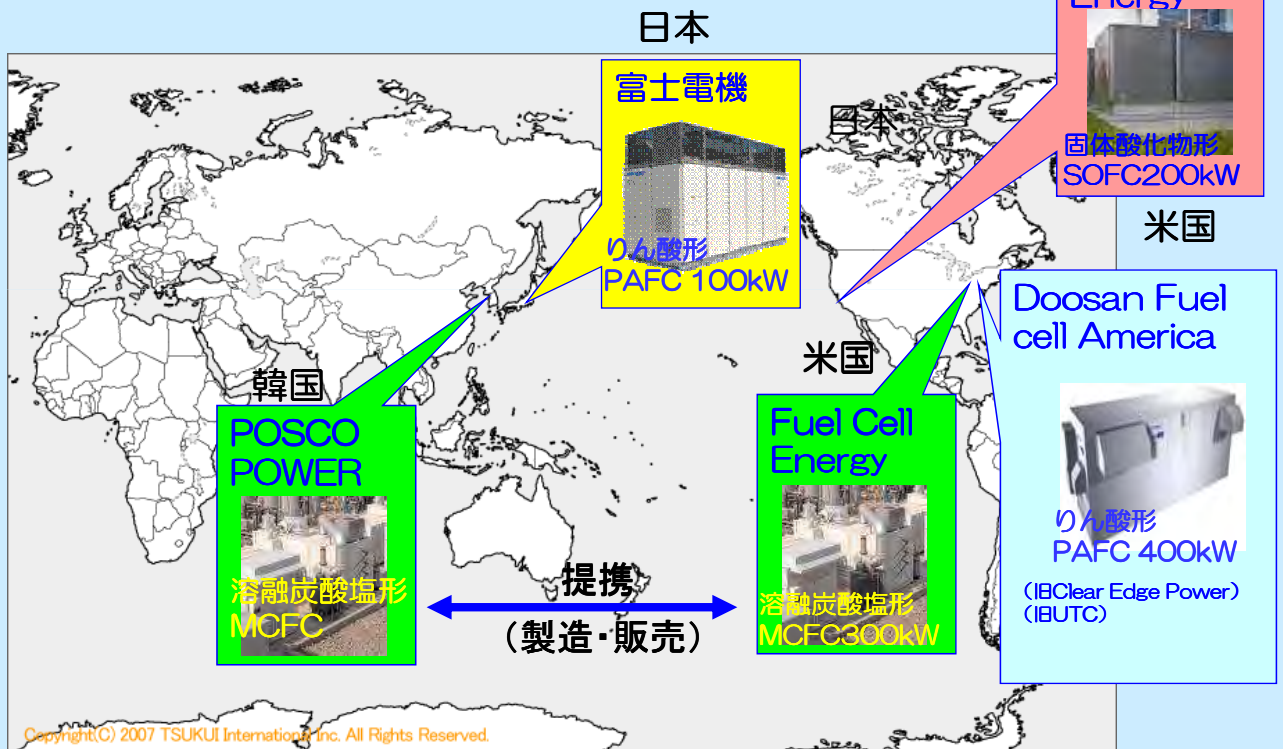 日本
Energy
固体酸化物形
SOFC200kW
富士電機
りん酸形
PAFC 100kW
日本
米国
Doosan Fuel
cell America
りん酸形
PAFC 400kW
(旧Clear Edge Power)
(旧UTC)
韓国
POSCO
POWER
溶融炭酸塩形
MCFC
提携
(製造・販売)
米国
Fuel Cell
Energy
溶融炭酸塩形
MCFC300kW
Copyright(C) 2007 TSUKUI International Inc. All Rights Reserved.